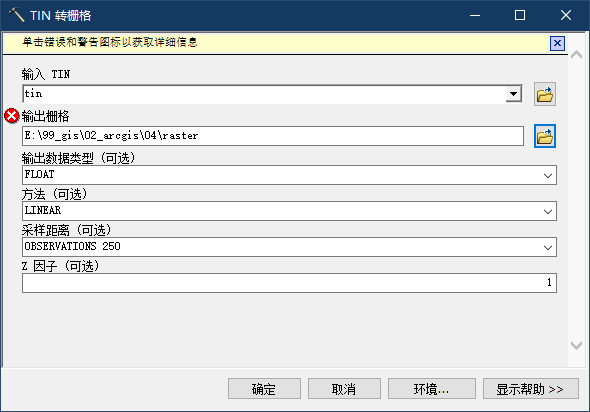 TIN 转栅格
单击错误和警告图标以获取详细信息
输入 TIN
tin
输出栅格
E:\99_gis\02_arcgis\04\raster
输出数据类型 (可选)
FLOAT
方法 (可选)
LINEAR
采样距离 (可选)
OBSERVATIONS 250
Z 因子 (可选)
1
确定 取消 环境... 显示帮助 >>